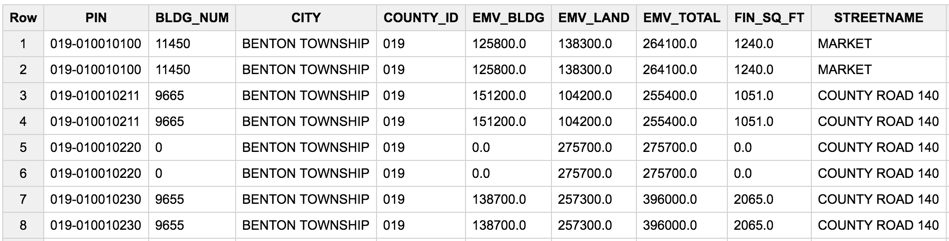 Row PIN BLDG_NUM CITY COUNTY_ID EMV_BLDG EMV_LAND EMV_TOTAL FIN_SQ_FT STREETNAME
1 019-010010100 11450 BENTON TOWNSHIP 019 125800.0 138300.0 264100.0 1240.0 MARKET
2 019-010010100 11450 BENTON TOWNSHIP 019 125800.0 138300.0 264100.0 1240.0 MARKET
3 019-010010211 9665 BENTON TOWNSHIP 019 151200.0 104200.0 255400.0 1051.0 COUNTY ROAD 140
4 019-010010211 9665 BENTON TOWNSHIP 019 151200.0 104200.0 255400.0 1051.0 COUNTY ROAD 140
5 019-010010220 0 BENTON TOWNSHIP 019 0.0 275700.0 275700.0 0.0 COUNTY ROAD 140
6 019-010010220 0 BENTON TOWNSHIP 019 0.0 275700.0 275700.0 0.0 COUNTY ROAD 140
7 019-010010230 9655 BENTON TOWNSHIP 019 138700.0 257300.0 396000.0 2065.0 COUNTY ROAD 140
8 019-010010230 9655 BENTON TOWNSHIP 019 138700.0 257300.0 396000.0 2065.0 COUNTY ROAD 140